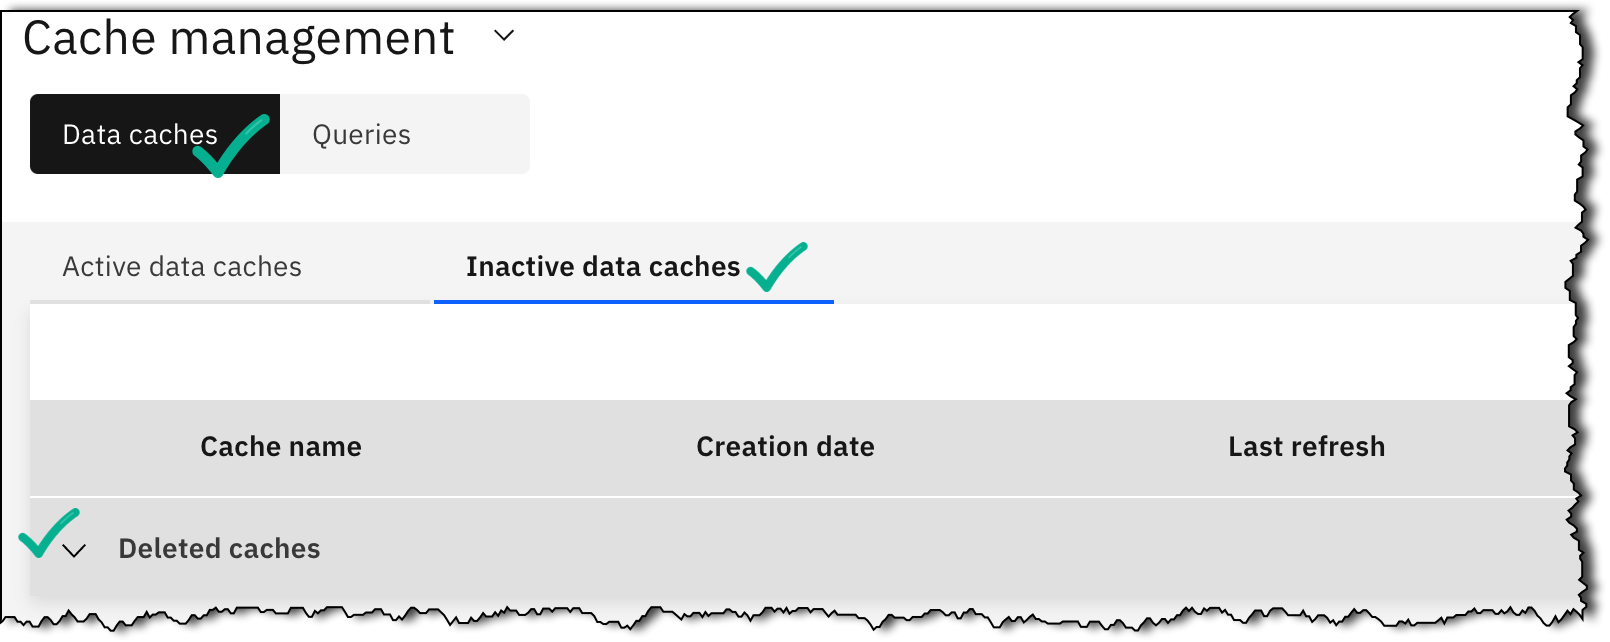 Cache management
Data caches Queries
Active data caches Inactive data caches
Cache name Creation date Last refresh
Deleted caches